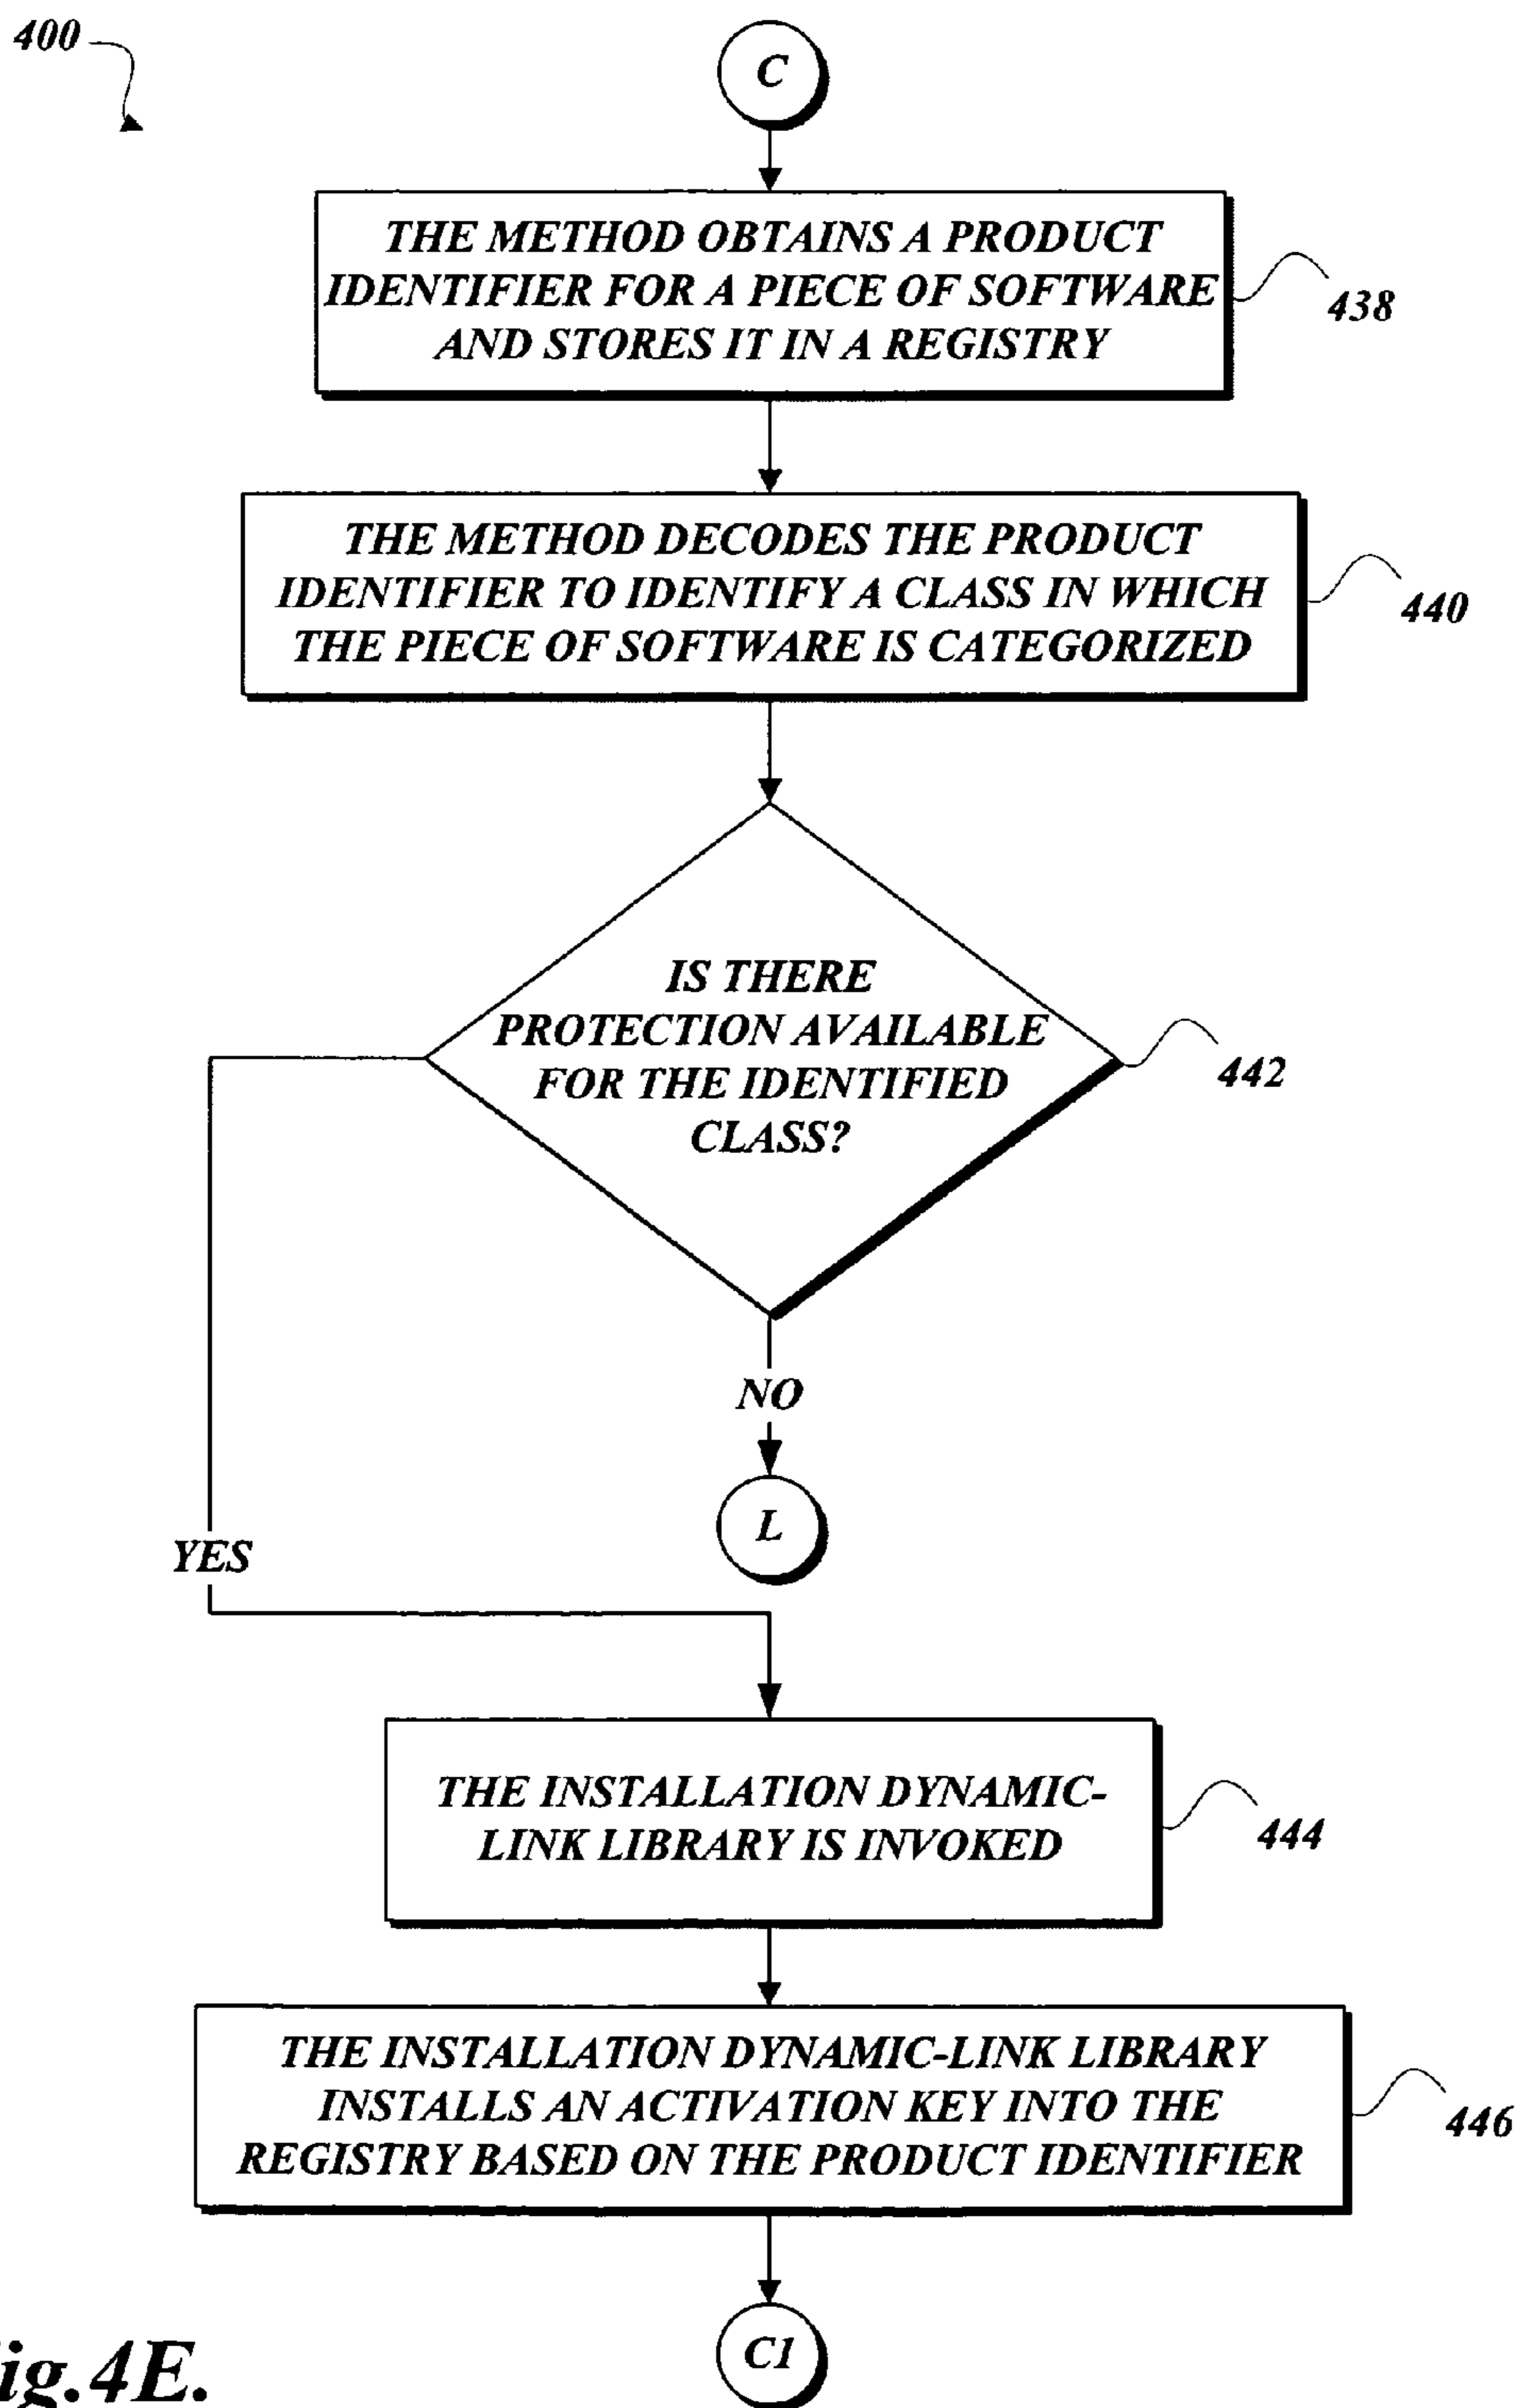 400
C
THE METHOD OBTAINS A PRODUCT
IDENTIFIER FOR A PIECE OF SOFTWARE
AND STORES IT IN A REGISTRY
438
THE METHOD DECODES THE PRODUCT
IDENTIFIER TO IDENTIFY A CLASS IN WHICH
THE PIECE OF SOFTWARE IS CATEGORIZED
440
IS THERE
PROTECTION AVAILABLE
FOR THE IDENTIFIED
CLASS?
442
NO
L
YES
THE INSTALLATION DYNAMIC-
LINK LIBRARY IS INVOKED
444
THE INSTALLATION DYNAMIC-LINK LIBRARY
INSTALLS AN ACTIVATION KEY INTO THE
REGISTRY BASED ON THE PRODUCT IDENTIFIER
446
C1
ig.4E.